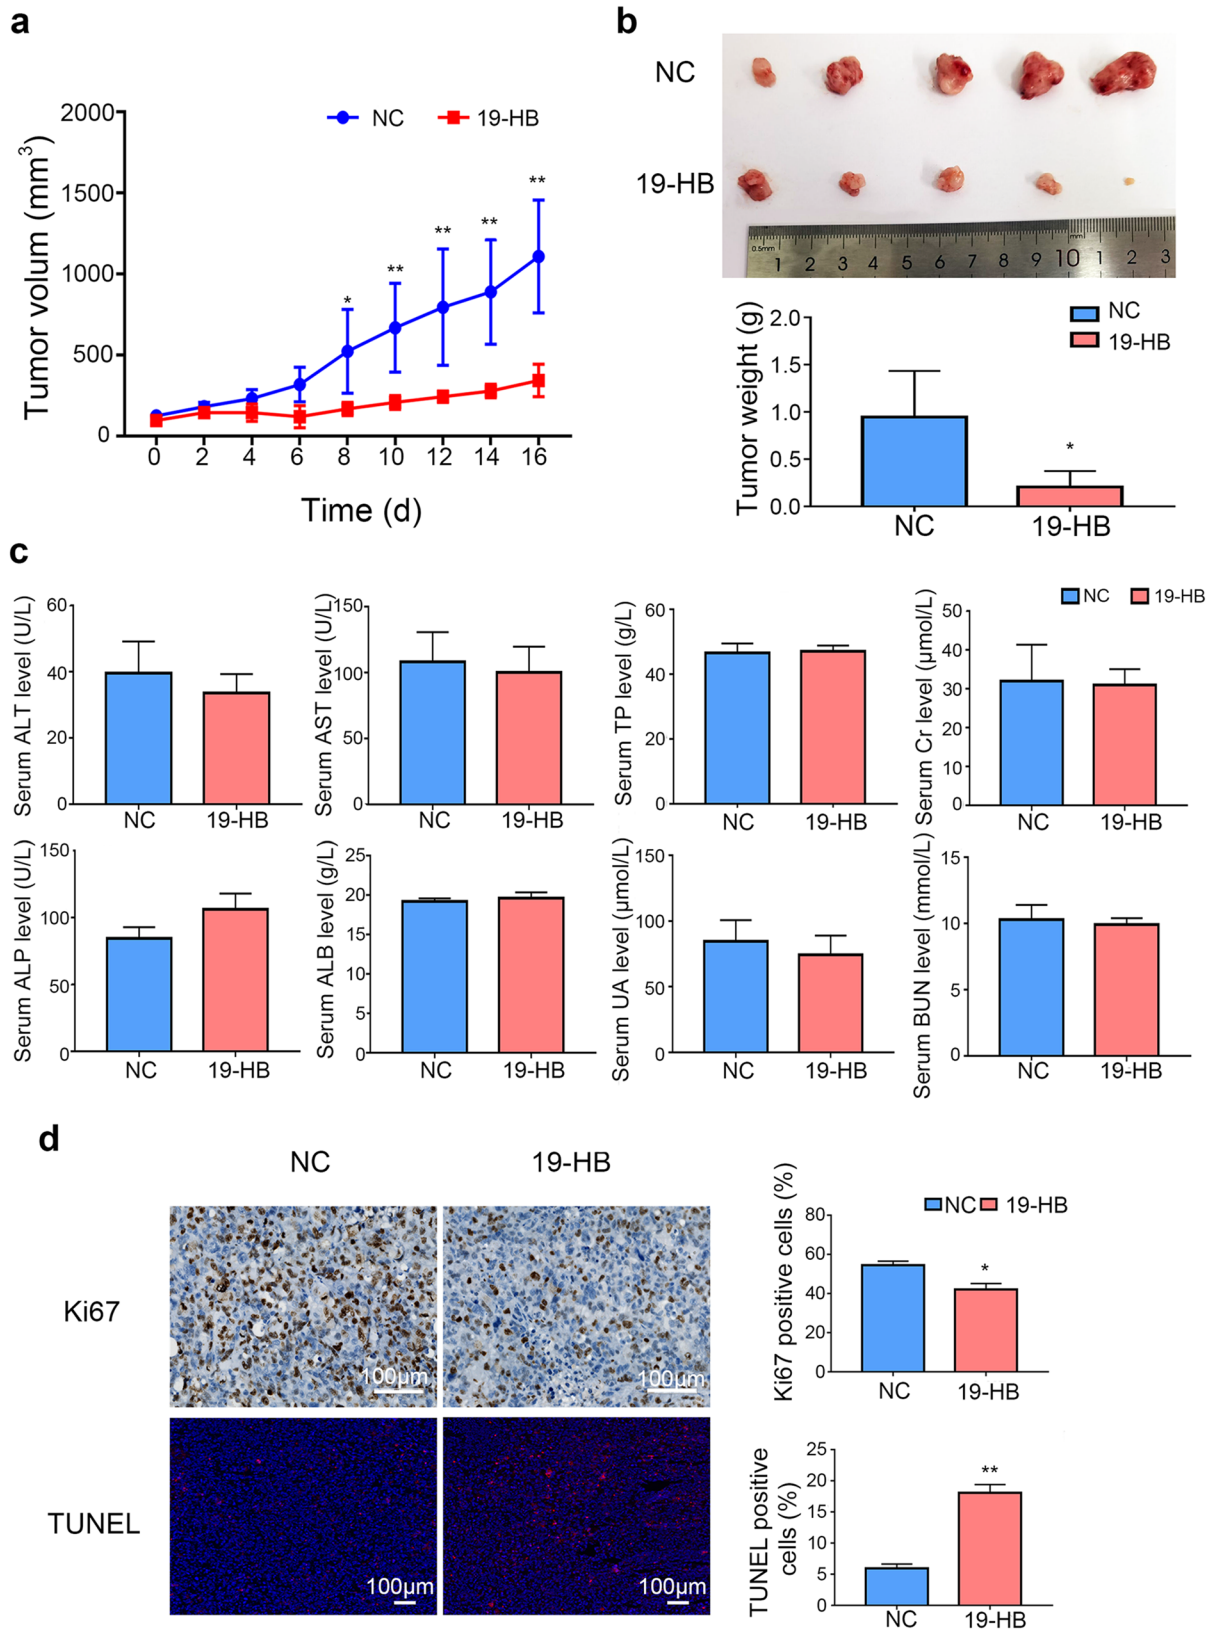 a
2000
1500
1000
500
0
Tumor volum (mm³)
NC
19-HB
*
**
**
**
**
0 2 4 6 8 10 12 14 16
Time (d)
b
NC
19-HB
0.5mm
mm
1 2 3 4 5 6 7 8 9 10 1 2 3
Tumor weight (g)
2.0
1.5
1.0
0.5
0.0
NC
19-HB
*
NC 19-HB
c
NC 19-HB
Serum ALT level (U/L)
60
40
20
0
NC 19-HB
Serum AST level (U/L)
150
100
50
0
NC 19-HB
Serum TP level (g/L)
60
40
20
0
NC 19-HB
Serum Cr level (μmol/L)
50
40
30
20
10
0
NC 19-HB
Serum ALP level (U/L)
150
100
50
0
NC 19-HB
Serum ALB level (g/L)
25
20
15
10
5
0
NC 19-HB
Serum UA level (μmol/L)
150
100
50
0
NC 19-HB
Serum BUN level (mmol/L)
15
10
5
0
NC 19-HB
d
NC 19-HB
Ki67
100μm
100μm
TUNEL
100μm
100μm
Ki67 positive cells (%)
80
60
40
20
0
NC 19-HB
*
NC 19-HB
TUNEL positive
cells (%)
25
20
15
10
5
0
**
NC 19-HB